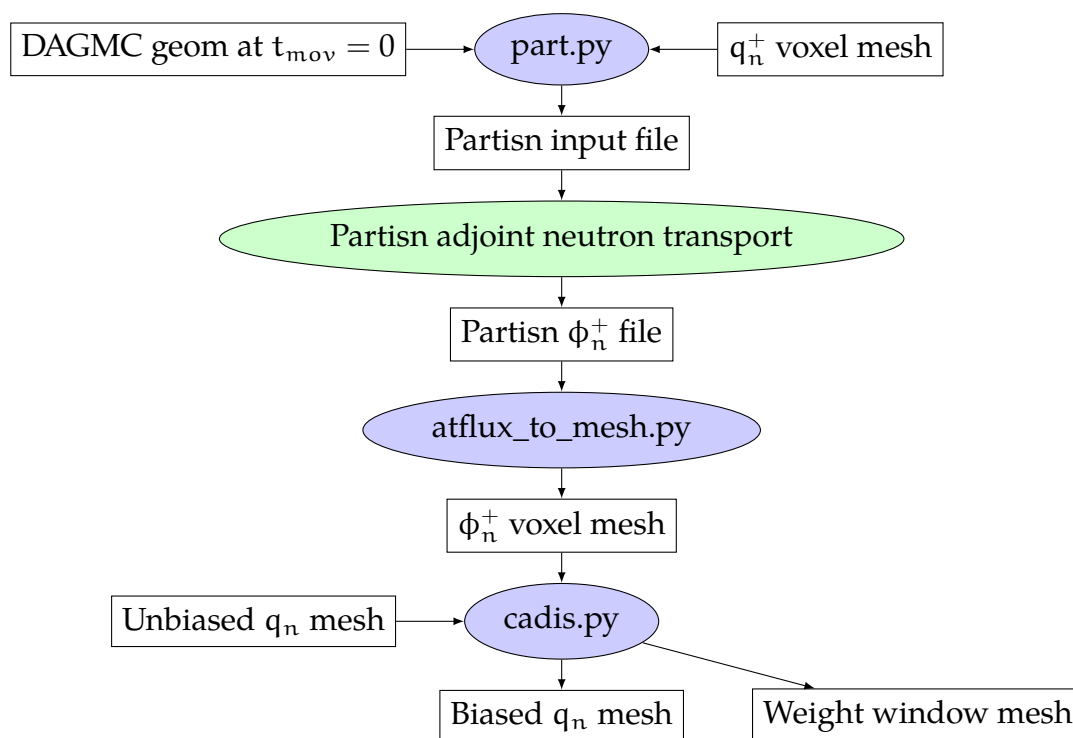 DAGMC geom at t_mov = 0
part.py
q_n^+ voxel mesh
Partisn input file
Partisn adjoint neutron transport
Partisn ϕ_n^+ file
atflux_to_mesh.py
ϕ_n^+ voxel mesh
Unbiased q_n mesh
cadis.py
Biased q_n mesh
Weight window mesh